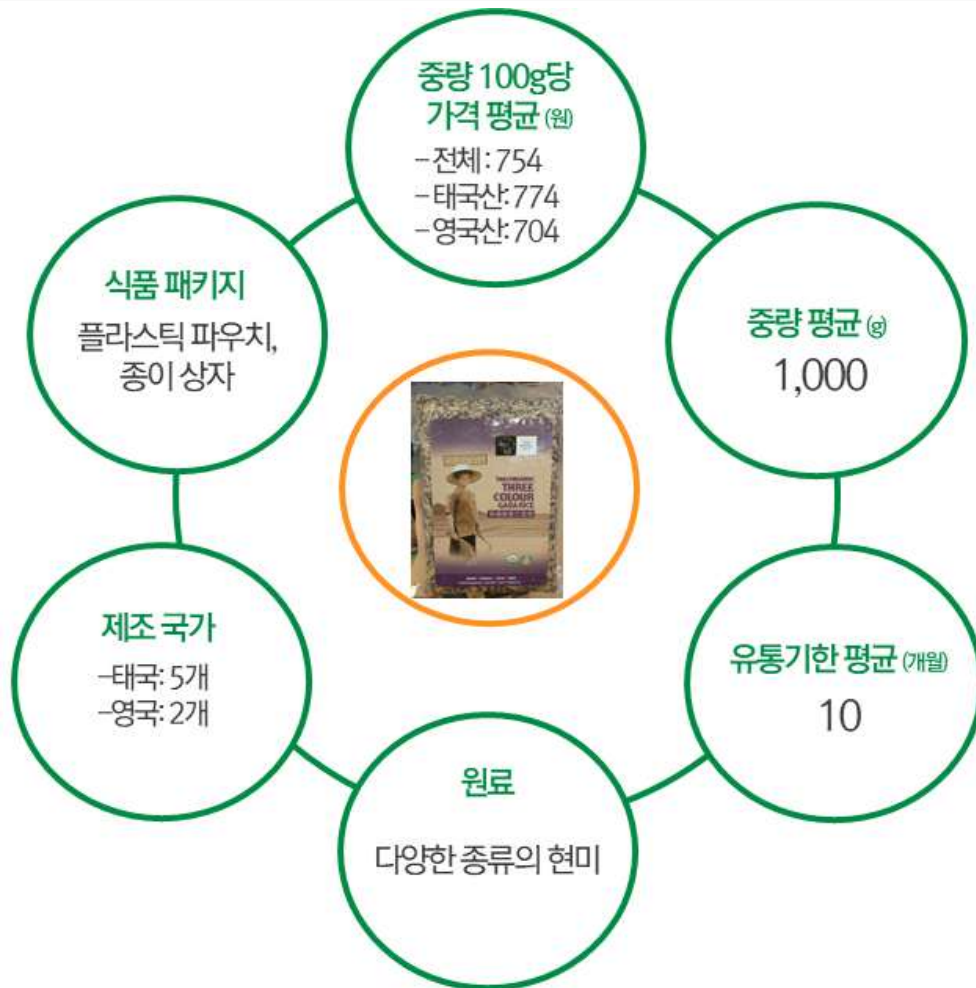 중량 100g당
가격 평균 (원)
-전체: 754
-태국산: 774
-영국산: 704
식품 패키지
플라스틱 파우치,
종이 상자
중량 평균 (g)
1,000
THREE
COLOUR
GABA RICE
제조 국가
-태국: 5개
-영국: 2개
유통기한 평균 (개월)
10
원료
다양한 종류의 현미